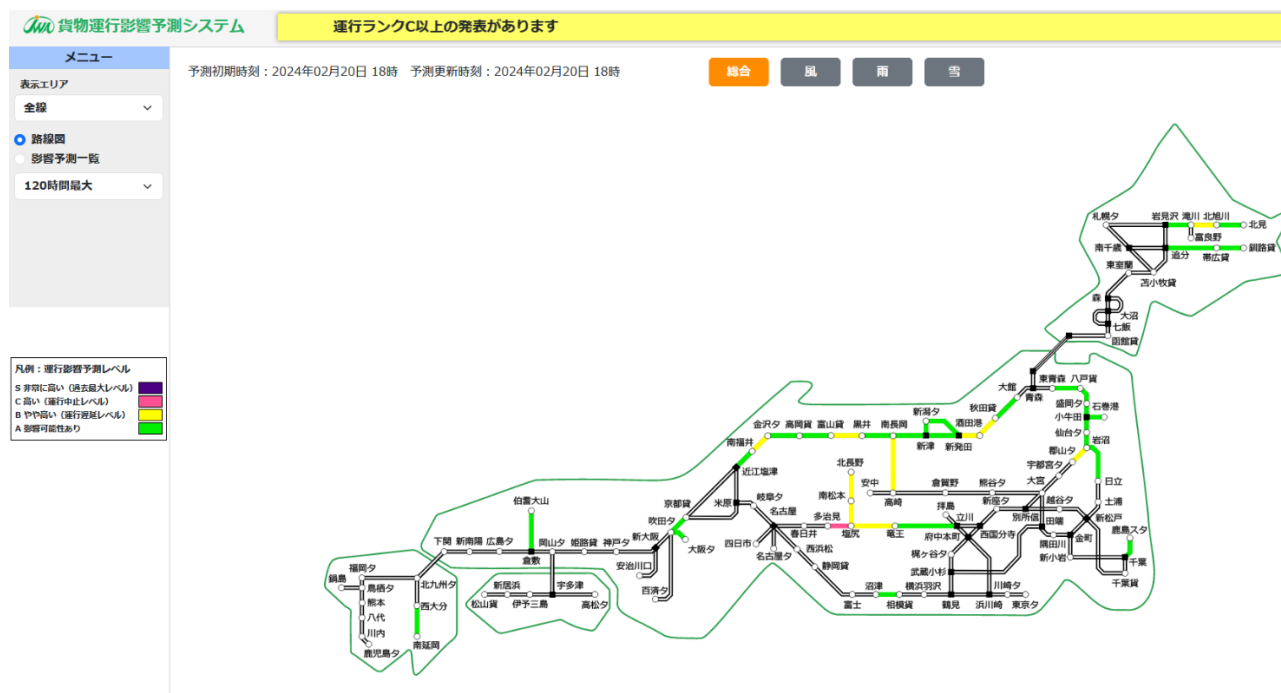 JWA 貨物運行影響予測システム
運行ランクC以上の発表があります
メニュー
表示エリア
全線
路線図
影響予測一覧
120時間最大
予測初期時刻：2024年02月20日 18時 予測更新時刻：2024年02月20日 18時
総合 風 雨 雪
凡例：運行影響予測レベル
S 非常に高い（過去最大レベル）
C 高い（運行中止レベル）
B やや高い（運行遅延レベル）
A 影響可能性あり
札幌タ 岩見沢 滝川 北旭川 北見
富良野
南千歳 追分 帯広貨 釧路貨
東室蘭
苫小牧貨
森
大沼
七飯
函館貨
大館 東青森 八戸貨
青森
秋田貨 盛岡タ 石巻港
新潟タ 酒田港 小牛田
金沢タ 高岡貨 富山貨 黒井 南長岡 仙台タ
新津 新発田 岩沼
南福井 郡山タ
近江塩津 北長野 宇都宮タ
安中 倉賀野 熊谷タ 大宮 日立
米原 岐阜タ 南松本 高崎 新座タ 越谷タ 土浦
伯耆大山 京都貨 名古屋 多治見 拝島 立川 別所信 田端 新松戸
吹田タ 鹿島スタ
下関 新南陽 広島タ 岡山タ 姫路貨 神戸タ 新大阪 大阪タ 四日市 春日井 塩尻 竜王 府中本町 西国分寺 隅田川 金町
倉敷 名古屋タ 西浜松 梶ヶ谷タ 新小岩 千葉
安治川口 静岡貨 武蔵小杉 千葉貨
福岡タ
鍋島 鳥栖タ 北九州タ 新居浜 宇多津 百済タ 沼津 横浜羽沢 川崎タ
熊本 西大分 松山貨 伊予三島 高松タ 富士 相模貨 鶴見 浜川崎 東京タ
八代
川内 南延岡
鹿児島タ